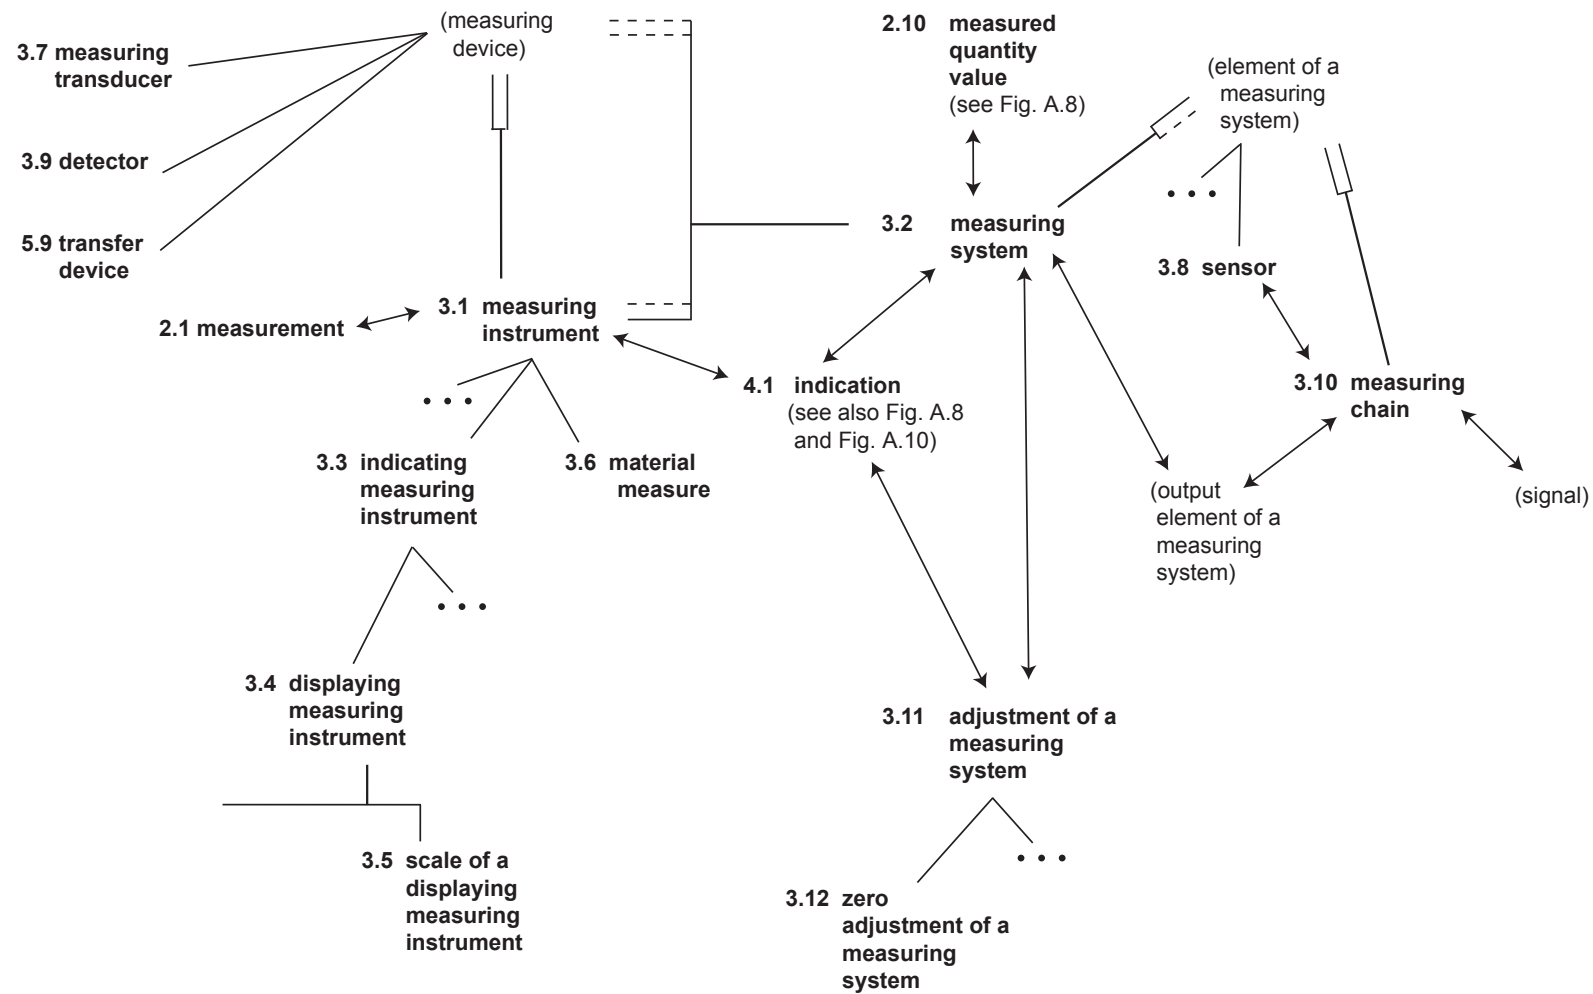 (measuring
device)
3.7 measuring
transducer
3.9 detector
5.9 transfer
device
2.10 measured
quantity
value
(see Fig. A.8)
(element of a
measuring
system)
3.2 measuring
system
3.8 sensor
2.1 measurement
3.1 measuring
instrument
4.1 indication
(see also Fig. A.8
and Fig. A.10)
3.10 measuring
chain
3.3 indicating
measuring
instrument
3.6 material
measure
(output
element of a
measuring
system)
(signal)
3.4 displaying
measuring
instrument
3.11 adjustment of a
measuring
system
3.5 scale of a
displaying
measuring
instrument
3.12 zero
adjustment of a
measuring
system